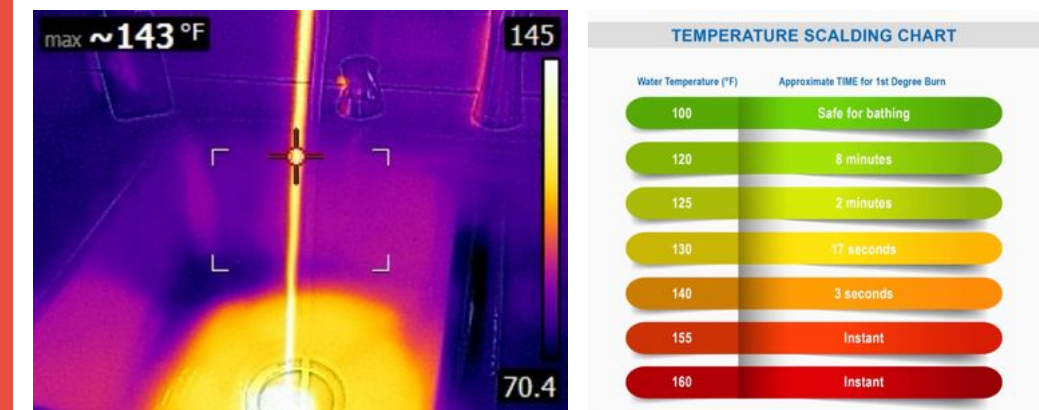 max ~143 °F
145
70.4
TEMPERATURE SCALDING CHART
Water Temperature (°F) Approximate TIME for 1st Degree Burn
100 Safe for bathing
120 8 minutes
125 2 minutes
130 17 seconds
140 3 seconds
155 Instant
160 Instant